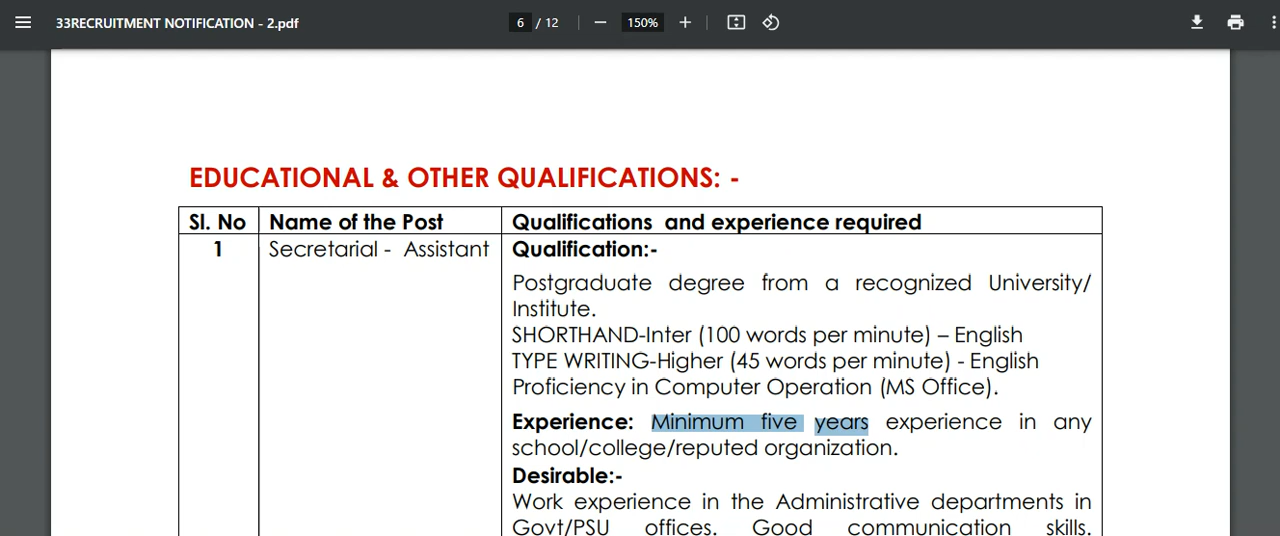 33RECRUITMENT NOTIFICATION - 2.pdf
6 / 12
150%
EDUCATIONAL & OTHER QUALIFICATIONS: -
Sl. No Name of the Post Qualifications and experience required
1 Secretarial - Assistant Qualification:-
Postgraduate degree from a recognized University/
Institute.
SHORTHAND-Inter (100 words per minute) – English
TYPE WRITING-Higher (45 words per minute) - English
Proficiency in Computer Operation (MS Office).
Experience: Minimum five years experience in any
school/college/reputed organization.
Desirable:-
Work experience in the Administrative departments in
Govt/PSU offices. Good communication skills.